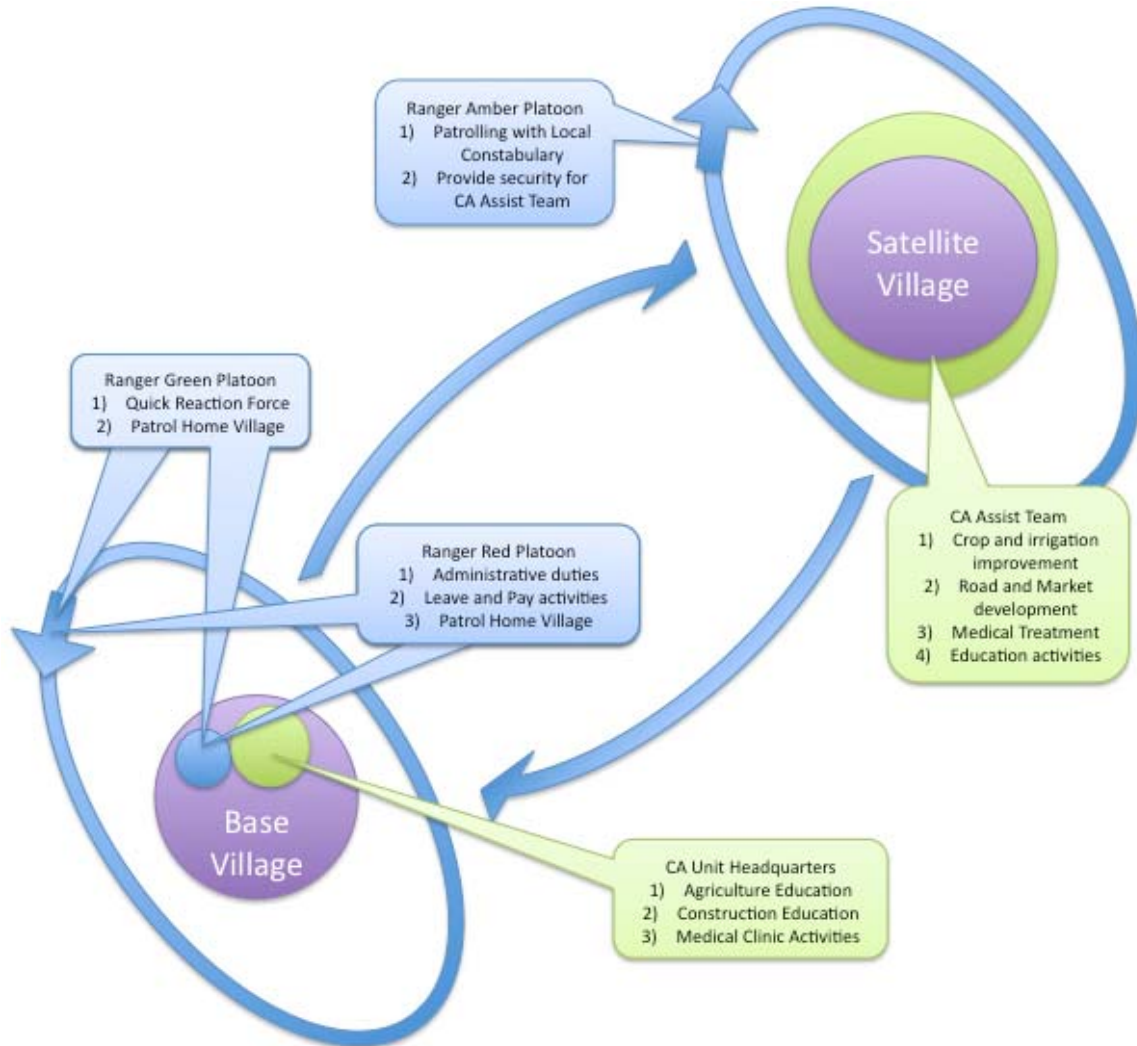 Ranger Amber Platoon
1) Patrolling with Local
Constabulary
2) Provide security for
CA Assist Team
Satellite
Village
Ranger Green Platoon
1) Quick Reaction Force
2) Patrol Home Village
Ranger Red Platoon
1) Administrative duties
2) Leave and Pay activities
3) Patrol Home Village
CA Assist Team
1) Crop and irrigation
improvement
2) Road and Market
development
3) Medical Treatment
4) Education activities
Base
Village
CA Unit Headquarters
1) Agriculture Education
2) Construction Education
3) Medical Clinic Activities